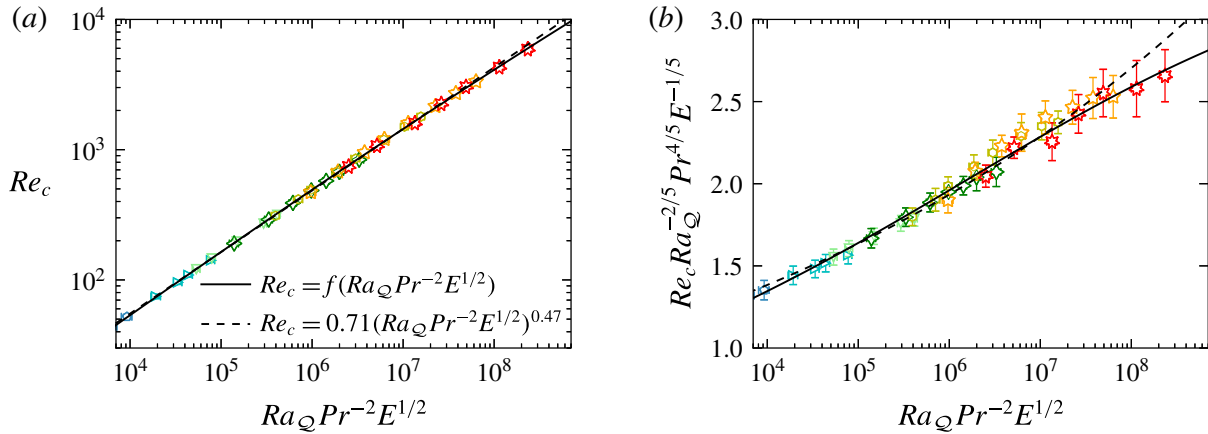 (a)
10^4
10^3
10^2
Re_c
Re_c = f(Ra_Q Pr^{-2} E^{1/2})
Re_c = 0.71(Ra_Q Pr^{-2} E^{1/2})^{0.47}
10^4 10^5 10^6 10^7 10^8
Ra_Q Pr^{-2} E^{1/2}
(b)
3.0
2.5
2.0
1.5
1.0
Re_c Ra_Q^{-2/5} Pr^{4/5} E^{-1/5}
10^4 10^5 10^6 10^7 10^8
Ra_Q Pr^{-2} E^{1/2}